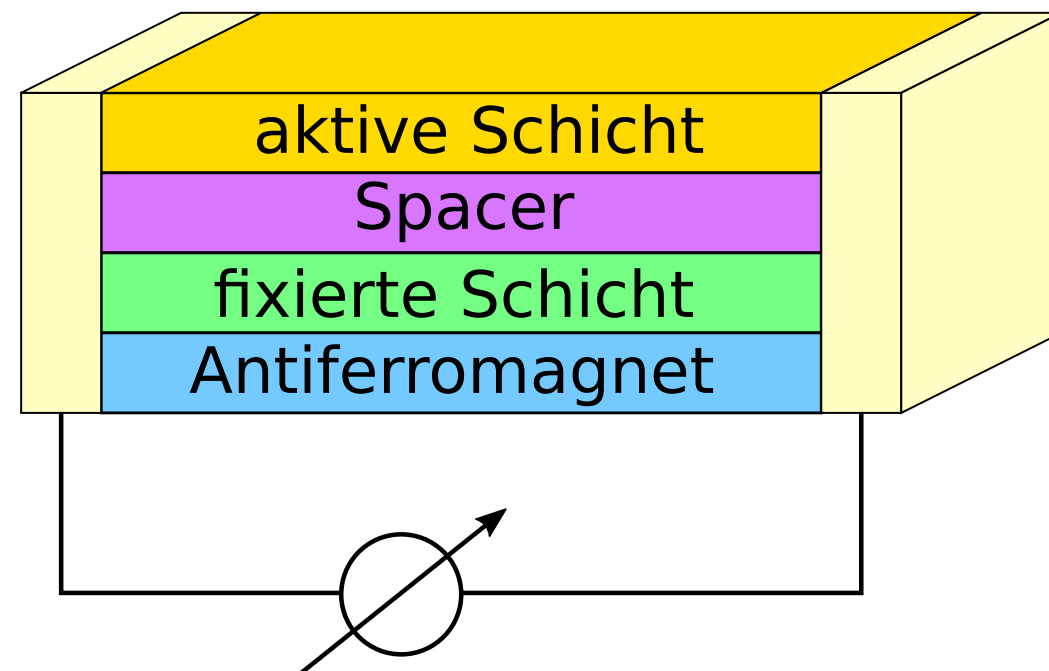 aktive Schicht
Spacer
fixierte Schicht
Antiferromagnet